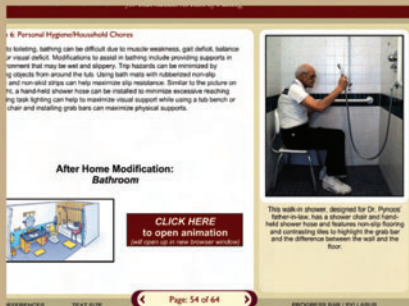 6: Personal Hygiene/Household Chores
to toileting, bathing can be difficult due to muscle weakness, gait deficit, balance
or visual deficit. Modifications to assist in bathing include providing supports in
that may be wet and slippery. Trip hazards can be minimized by
objects from around the tub. Using bath mats with rubberized non-slip
and non-skid strips can help maximize slip resistance. Similar to the picture on
a hand-held shower hose can be installed to minimize excessive reaching
task lighting can help to maximize visual support while using a tub bench or
chair and installing grab bars can maximize physical supports.
After Home Modification:
Bathroom
CLICK HERE
to open animation
(will open up in new browser window)
This walk-in shower, designed for Dr. Pynoos'
father-in-law, has a shower chair and hand-
held shower hose and features non-slip flooring
and contrasting tiles to highlight the grab bar
and the difference between the wall and the
floor.
Page: 54 of 64
TEXT SIZE
PROGRESS BAR / SYLLABUS